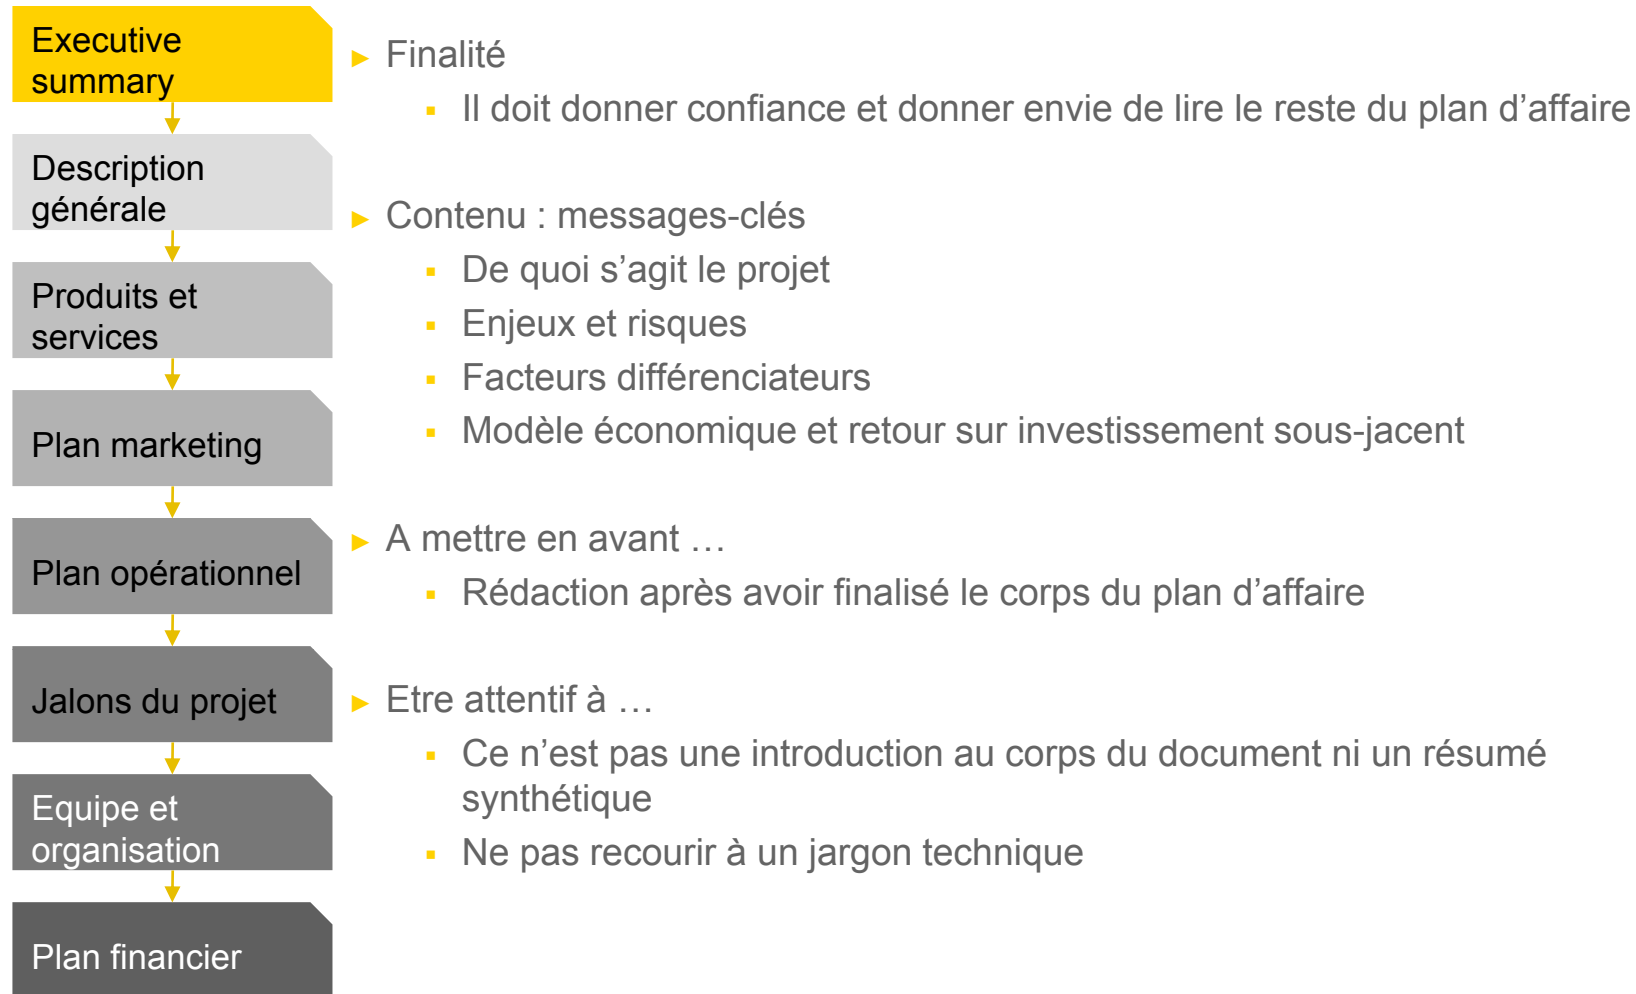 Executive
summary
Description
générale
Produits et
services
Plan marketing
Plan opérationnel
Jalons du projet
Equipe et
organisation
Plan financier
► Finalité
▪ Il doit donner confiance et donner envie de lire le reste du plan d’affaire
► Contenu : messages-clés
▪ De quoi s’agit le projet
▪ Enjeux et risques
▪ Facteurs différenciateurs
▪ Modèle économique et retour sur investissement sous-jacent
► A mettre en avant …
▪ Rédaction après avoir finalisé le corps du plan d’affaire
► Etre attentif à …
▪ Ce n’est pas une introduction au corps du document ni un résumé
synthétique
▪ Ne pas recourir à un jargon technique